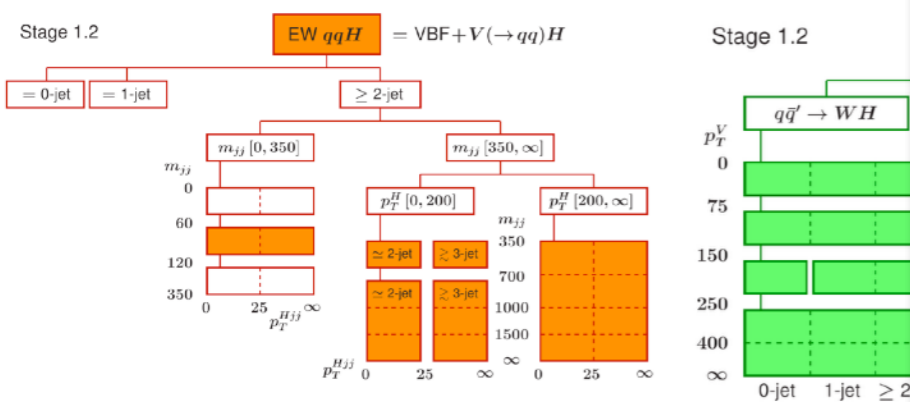 Stage 1.2
EW qqH = VBF + V(→ qq)H
= 0-jet
= 1-jet
≥ 2-jet
m_jj [0, 350]
m_jj [350, ∞]
m_jj
0
60
120
350
0 25 ∞
p_T^Hjj
p_T^H [0, 200]
p_T^H [200, ∞]
m_jj
350
700
1000
1500
∞
≃ 2-jet
≳ 3-jet
≃ 2-jet
≳ 3-jet
p_T^Hjj
0 25 ∞
0 25 ∞
Stage 1.2
qq̄′ → WH
p_T^V
0
75
150
250
400
∞
0-jet 1-jet ≥ 2